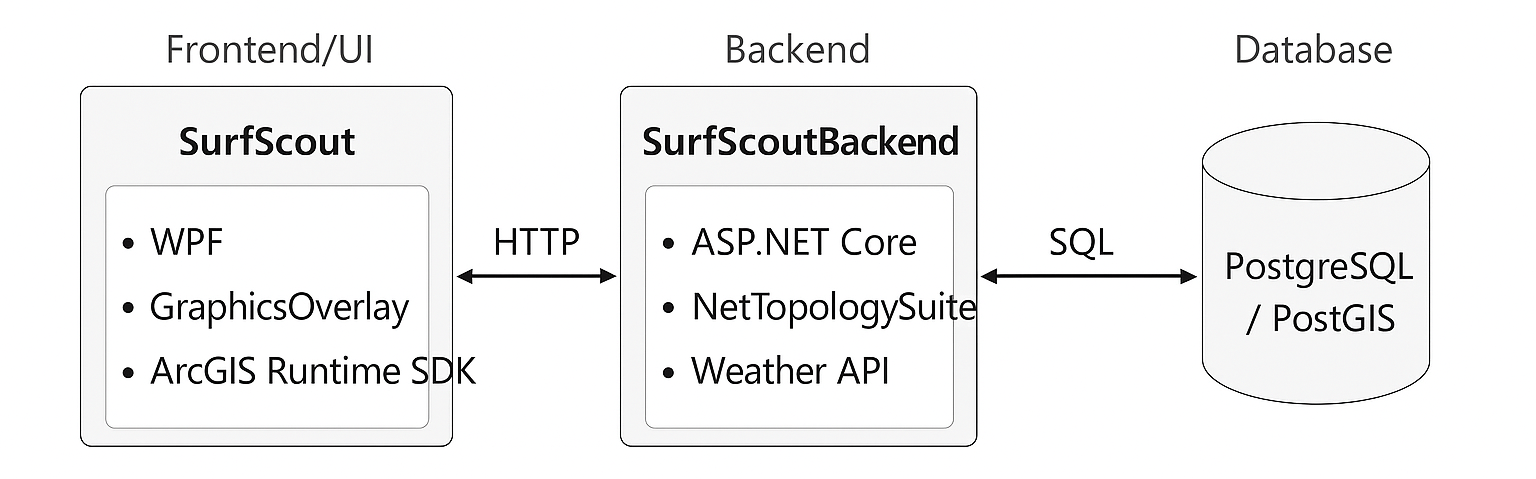 Frontend/UI
SurfScout
• WPF
• GraphicsOverlay
• ArcGIS Runtime SDK
HTTP
Backend
SurfScoutBackend
• ASP.NET Core
• NetTopologySuite
• Weather API
SQL
Database
PostgreSQL
/ PostGIS